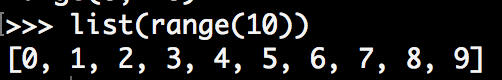 >>> list(range(10))
[0, 1, 2, 3, 4, 5, 6, 7, 8, 9]